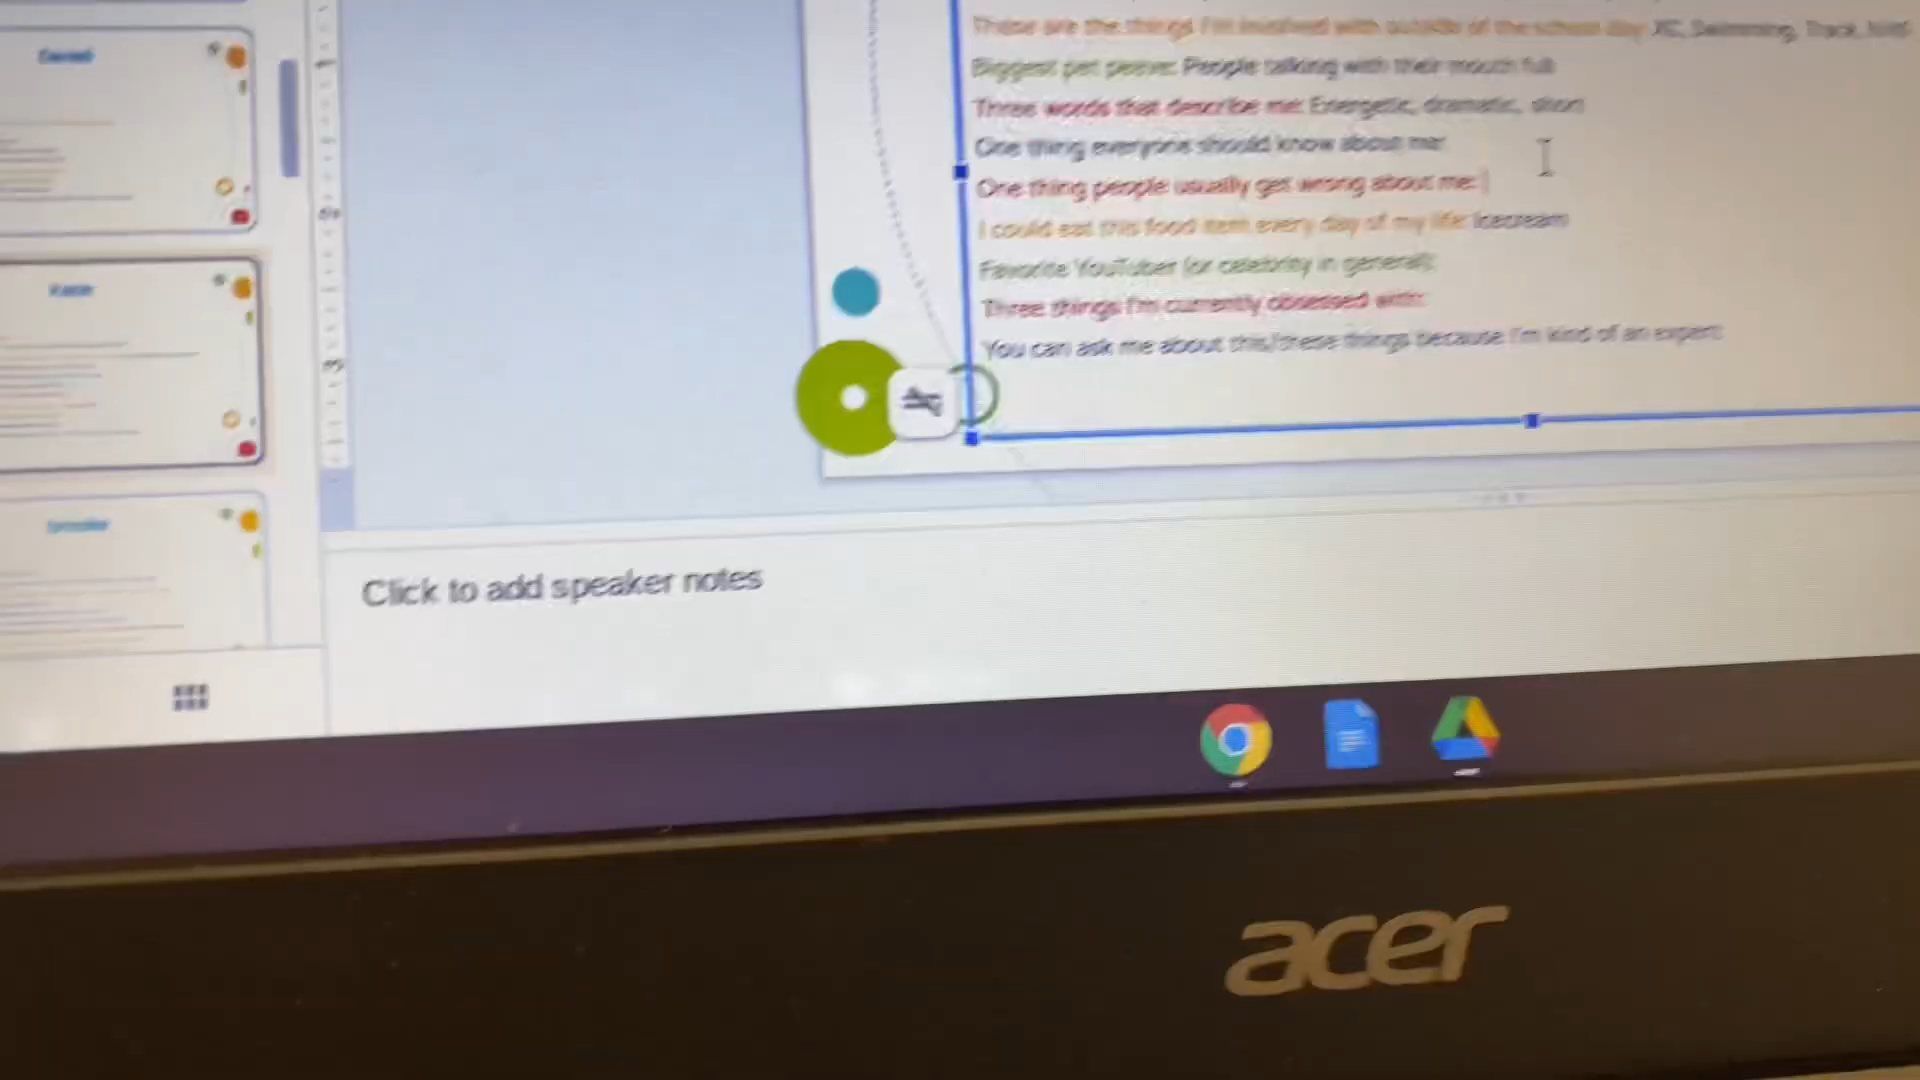 These are the things I'm involved with outside of the school day: XC, Swimming, Track,
Biggest pet peeve: People talking with their mouth full
Three words that describe me: Energetic, dramatic, short
One thing everyone should know about me:
One thing people usually get wrong about me:
I could eat this food item every day of my life: Icecream
Favorite YouTuber (or celebrity in general):
Three things I'm currently obsessed with:
You can ask me about this/these things because I'm kind of an expert:
Click to add speaker notes
acer